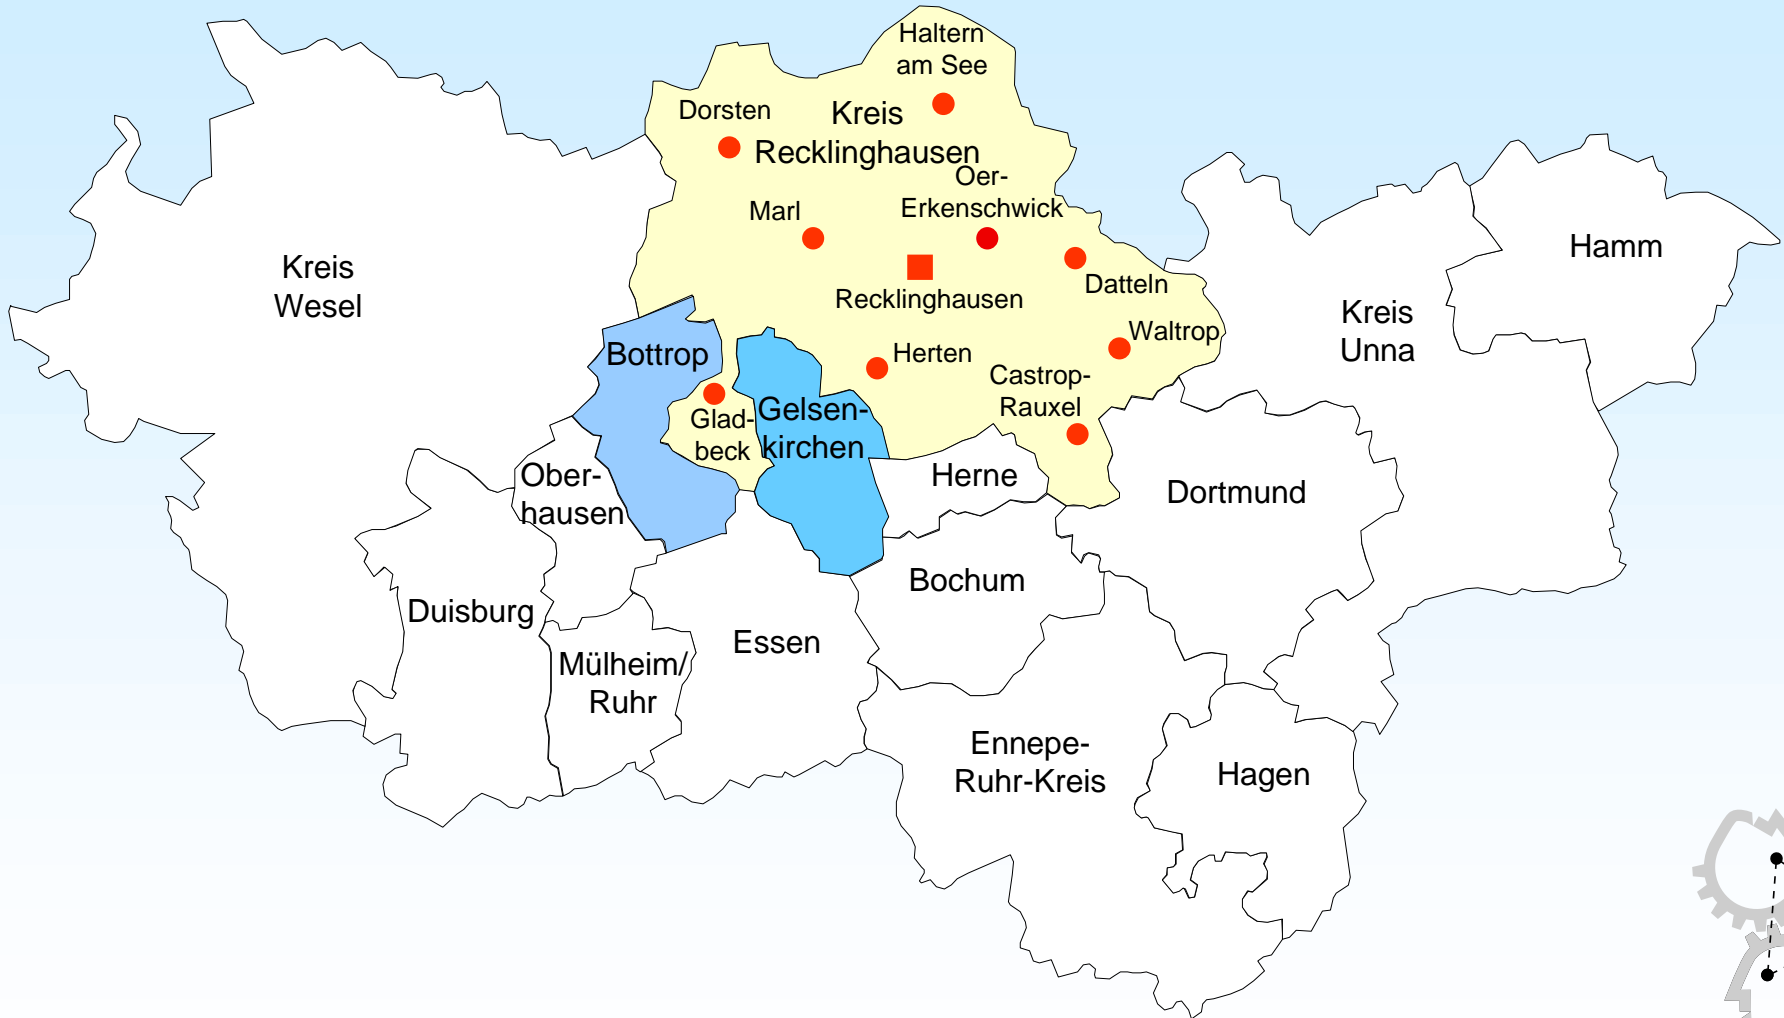 Haltern
am See
Dorsten
Kreis
Recklinghausen
Oer-
Erkenschwick
Marl
Kreis
Wesel
Hamm
Datteln
Recklinghausen
Kreis
Unna
Waltrop
Bottrop
Herten
Castrop-
Rauxel
Glad-
beck
Gelsen-
kirchen
Ober-
hausen
Herne
Dortmund
Bochum
Duisburg
Essen
Mülheim/
Ruhr
Ennepe-
Ruhr-Kreis
Hagen